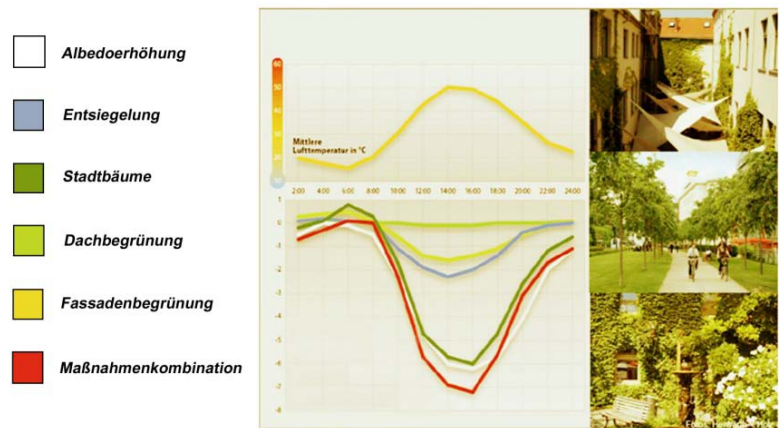 Albedoerhöhung
Entsiegelung
Stadtbäume
Dachbegrünung
Fassadenbegrünung
Maßnahmenkombination
60
50
40
30
20
Mittlere
Lufttemperatur in °C
2:00 4:00 6:00 8:00 10:00 12:00 14:00 16:00 18:00 20:00 22:00 24:00
1
0
-1
-2
-3
-4
-5
-6
-7
-8
Fotos: